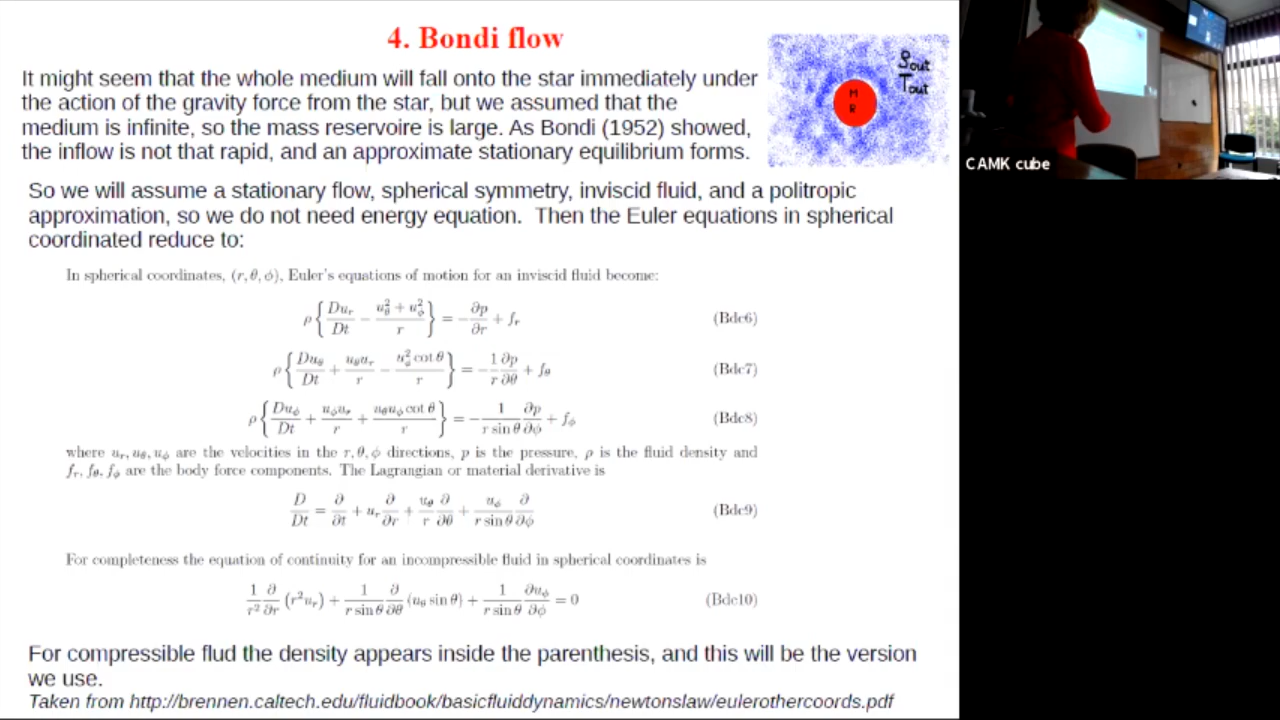 4. Bondi flow
It might seem that the whole medium will fall onto the star immediately under
the action of the gravity force from the star, but we assumed that the
medium is infinite, so the mass reservoire is large. As Bondi (1952) showed,
the inflow is not that rapid, and an approximate stationary equilibrium forms.
ρout
Tout
M
R
CAMK cube
So we will assume a stationary flow, spherical symmetry, inviscid fluid, and a politropic
approximation, so we do not need energy equation.  Then the Euler equations in spherical
coordinated reduce to:
In spherical coordinates, (r, θ, ϕ), Euler's equations of motion for an inviscid fluid become:
ρ { Du_r/Dt − (u_θ² + u_ϕ²)/r } = −∂p/∂r + f_r (Bdc6)
ρ { Du_θ/Dt + u_θu_r/r − u_ϕ² cot θ/r } = −(1/r) ∂p/∂θ + f_θ (Bdc7)
ρ { Du_ϕ/Dt + u_ϕu_r/r + u_θu_ϕ cot θ/r } = −(1/(r sin θ)) ∂p/∂ϕ + f_ϕ (Bdc8)
where u_r, u_θ, u_ϕ are the velocities in the r, θ, ϕ directions, p is the pressure, ρ is the fluid density and
f_r, f_θ, f_ϕ are the body force components. The Lagrangian or material derivative is
D/Dt = ∂/∂t + u_r ∂/∂r + (u_θ/r) ∂/∂θ + (u_ϕ/(r sin θ)) ∂/∂ϕ (Bdc9)
For completeness the equation of continuity for an incompressible fluid in spherical coordinates is
(1/r²) ∂/∂r (r²u_r) + (1/(r sin θ)) ∂/∂θ (u_θ sin θ) + (1/(r sin θ)) ∂u_ϕ/∂ϕ = 0 (Bdc10)
For compressible flud the density appears inside the parenthesis, and this will be the version
we use.
Taken from http://brennen.caltech.edu/fluidbook/basicfluiddynamics/newtonslaw/eulerothercoords.pdf